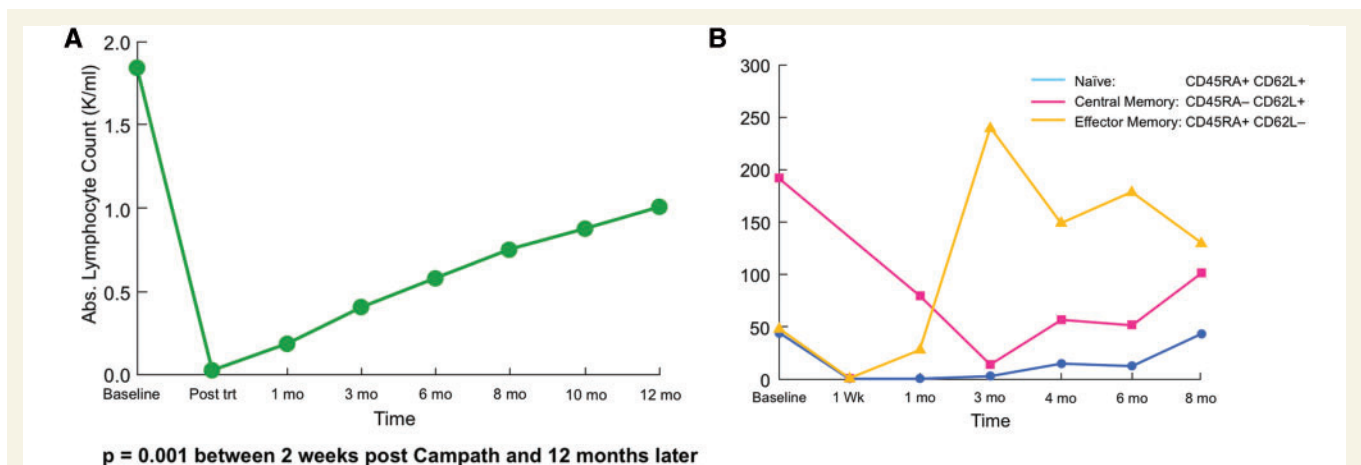 A
Abs. Lymphocyte Count (K/ml)
2.0
1.5
1.0
0.5
0.0
Baseline Post trt 1 mo 3 mo 6 mo 8 mo 10 mo 12 mo
Time
p = 0.001 between 2 weeks post Campath and 12 months later
B
300
250
200
150
100
50
0
Naïve: CD45RA+ CD62L+
Central Memory: CD45RA– CD62L+
Effector Memory: CD45RA+ CD62L–
Baseline 1 Wk 1 mo 3 mo 4 mo 6 mo 8 mo
Time